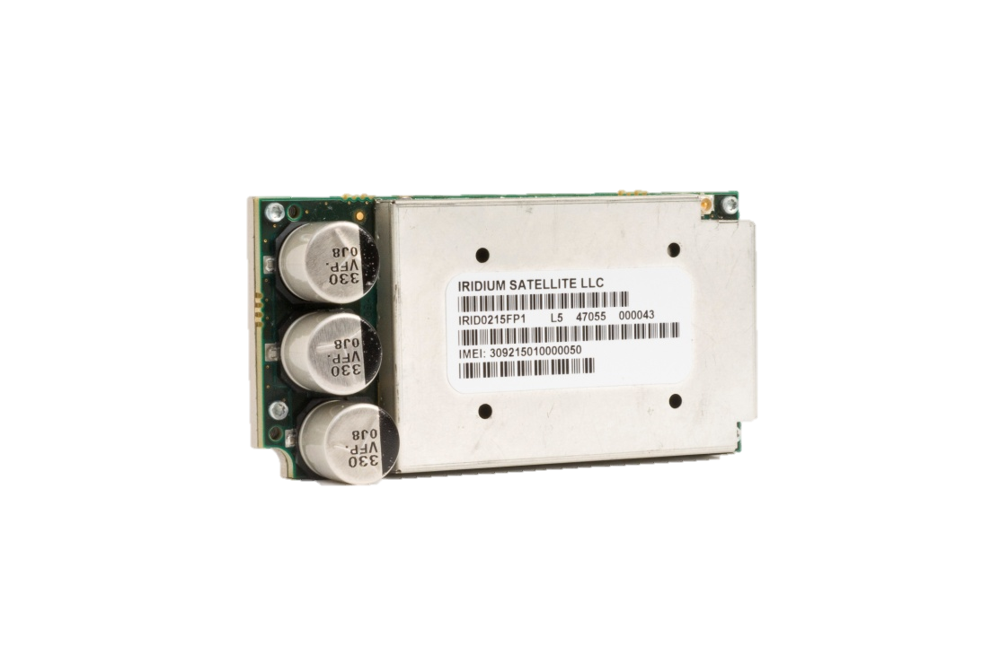 0J8
VFP.
330
0J8
VFP.
330
0J8
VFP.
330
IRIDIUM SATELLITE LLC
IRID0215FP1 L5 47055 000043
IMEI: 309215010000050